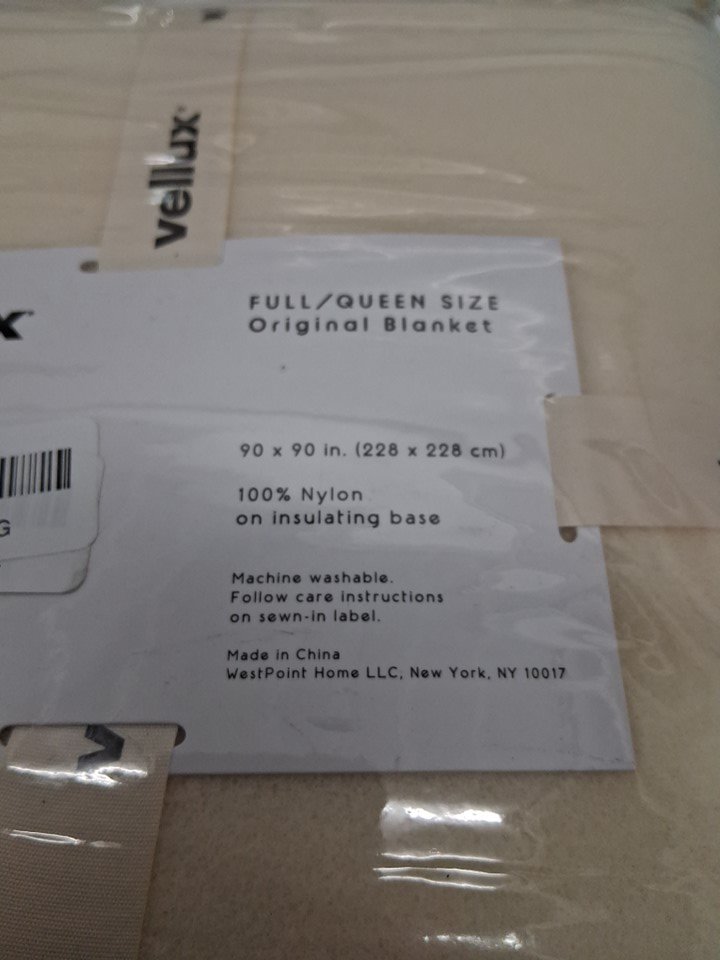 vellux
x
FULL/QUEEN SIZE
Original Blanket
90 x 90 in. (228 x 228 cm)
100% Nylon
on insulating base
G
Machine washable.
Follow care instructions
on sewn-in label.
Made in China
WestPoint Home LLC, New York, NY 10017
v